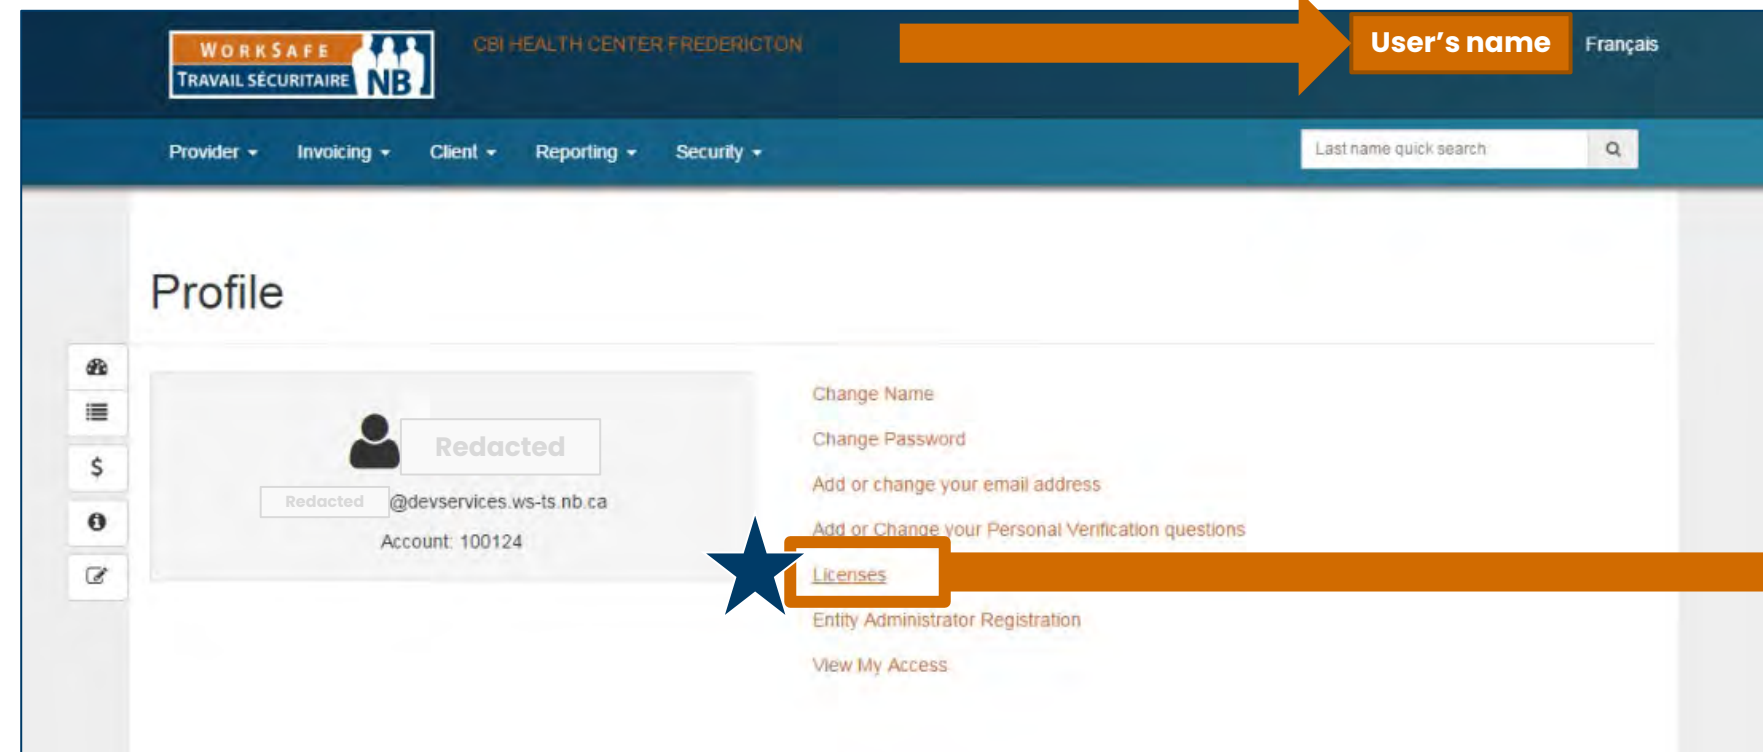 WORKSAFE
TRAVAIL SÉCURITAIRE NB
CBI HEALTH CENTER FREDERICTON
User's name
Français
Provider
Invoicing
Client
Reporting
Security
Last name quick search
Profile
Redacted
Redacted @devservices.ws-ts.nb.ca
Account: 100124
Change Name
Change Password
Add or change your email address
Add or Change your Personal Verification questions
Licenses
Entity Administrator Registration
View My Access